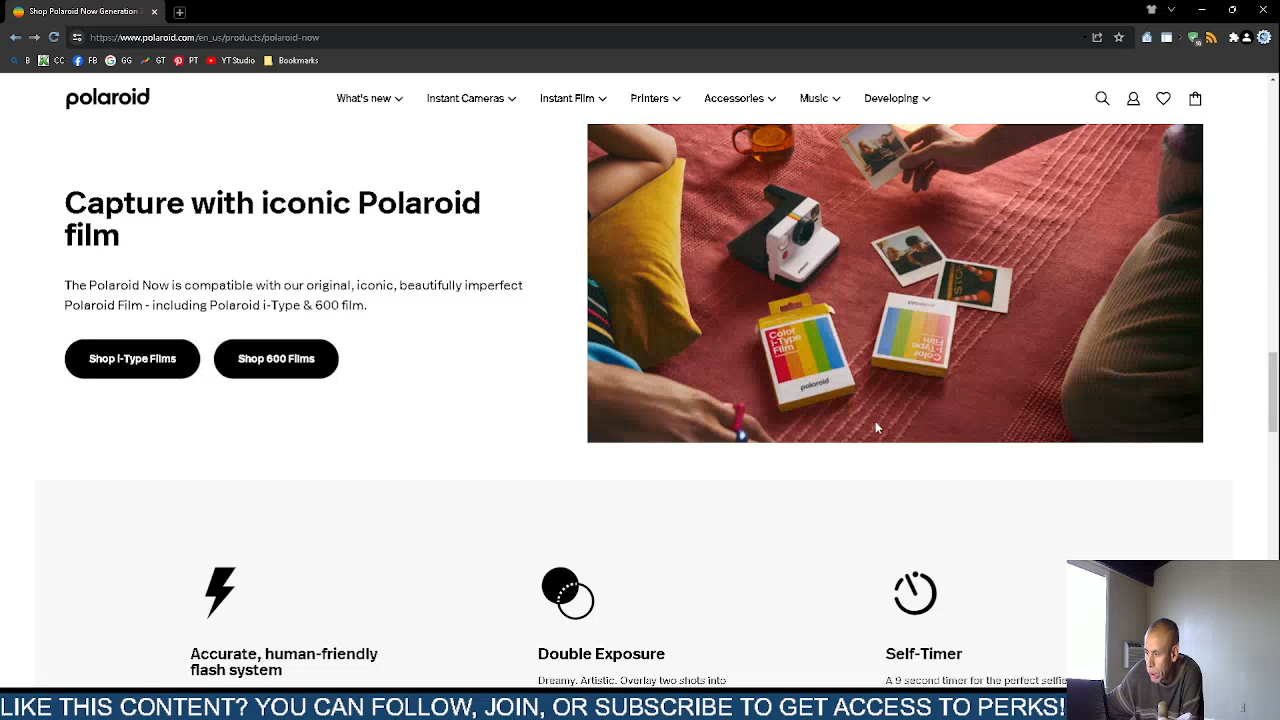 Shop Polaroid Now Generation
https://www.polaroid.com/en_us/products/polaroid-now
B CC FB GG GT PT YT Studio Bookmarks
polaroid
What's new Instant Cameras Instant Film Printers Accessories Music Developing
Capture with iconic Polaroid
film
The Polaroid Now is compatible with our original, iconic, beautifully imperfect
Polaroid Film - including Polaroid i-Type & 600 film.
Shop I-Type Films Shop 600 Films
Color
i-Type
Film
polaroid
polaroid
Color
i-Type
Film
Accurate, human-friendly
flash system
Double Exposure
Dreamy. Artistic. Overlay two shots into
Self-Timer
A 9 second timer for the perfect selfie
LIKE THIS CONTENT? YOU CAN FOLLOW, JOIN, OR SUBSCRIBE TO GET ACCESS TO PERKS!